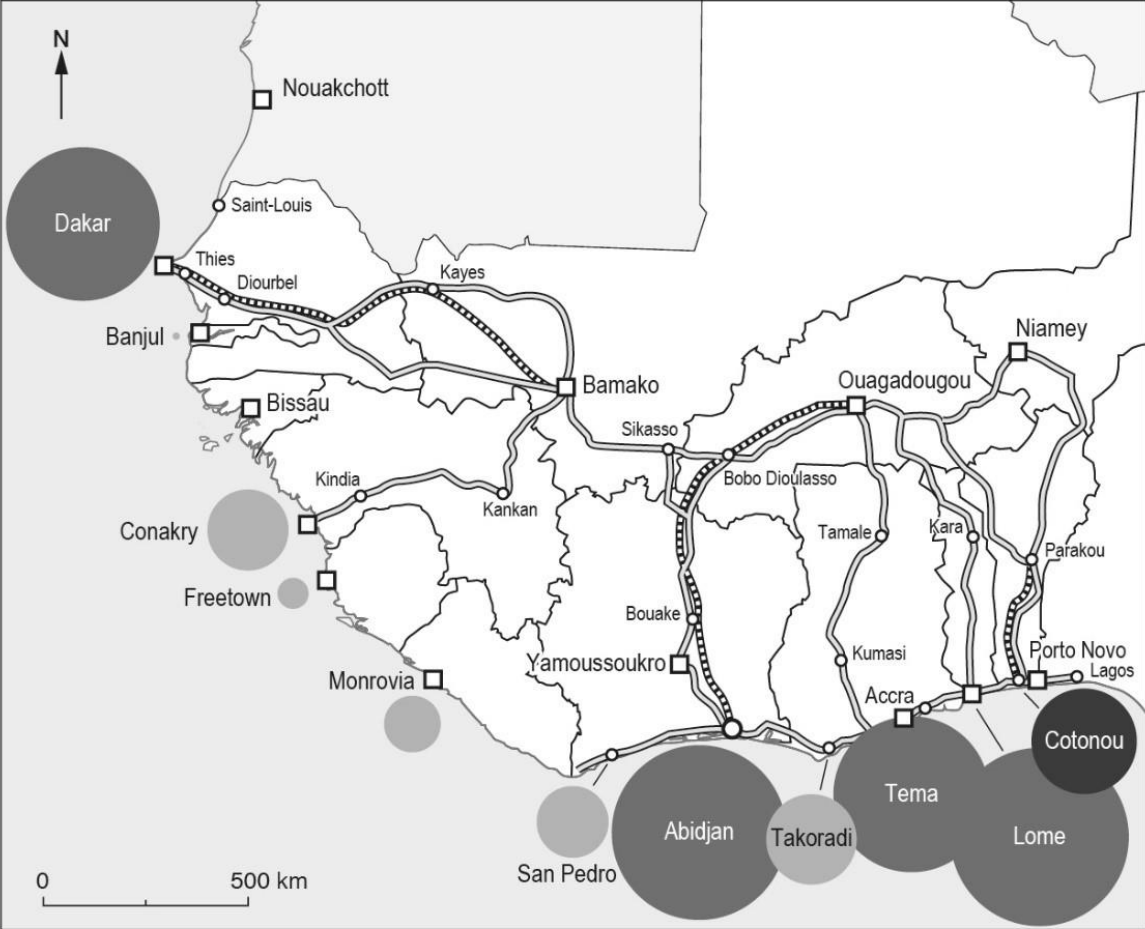 N
Nouakchott
Saint-Louis
Dakar
Thies
Diourbel
Kayes
Banjul
Niamey
Bamako
Ouagadougou
Bissau
Sikasso
Bobo Dioulasso
Kindia
Kankan
Conakry
Tamale
Kara
Parakou
Freetown
Bouake
Yamoussoukro
Kumasi
Porto Novo
Lagos
Monrovia
Accra
Cotonou
Tema
Abidjan
Takoradi
Lome
San Pedro
0 500 km